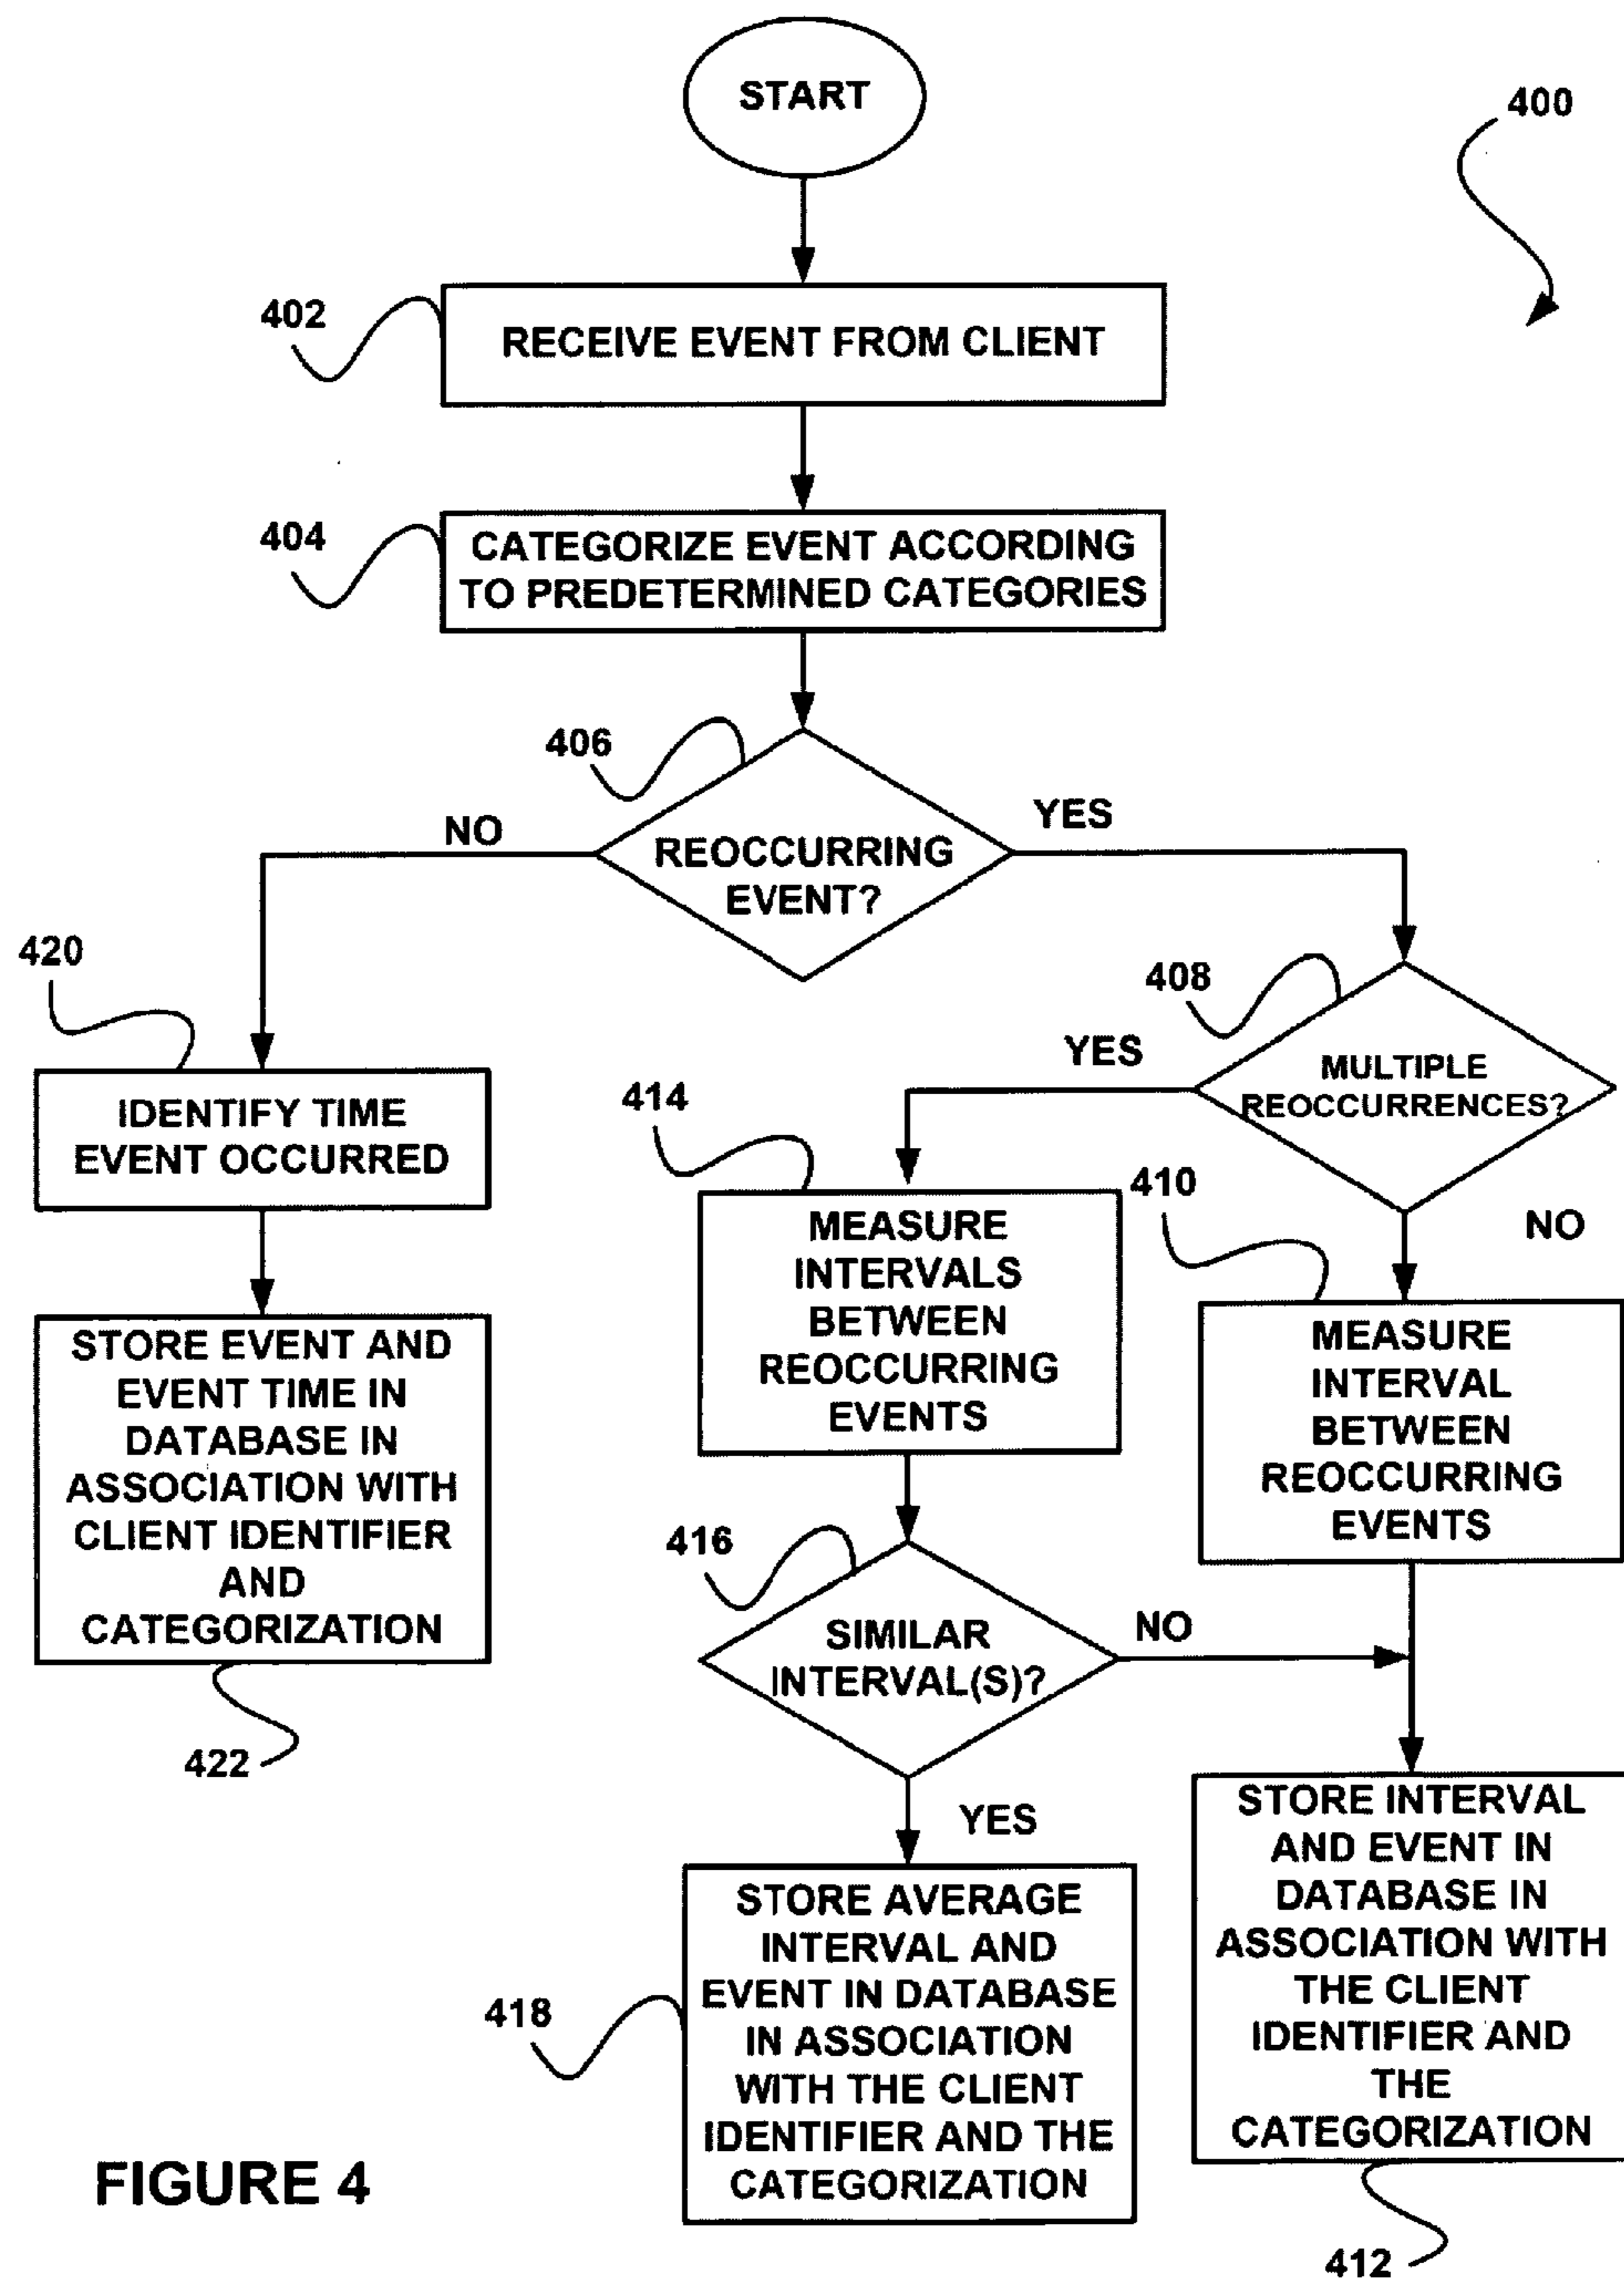 START
400
402
RECEIVE EVENT FROM CLIENT
404
CATEGORIZE EVENT ACCORDING
TO PREDETERMINED CATEGORIES
406
NO
YES
REOCCURRING
EVENT?
420
408
YES
MULTIPLE
REOCCURRENCES?
IDENTIFY TIME
EVENT OCCURRED
414
410
NO
MEASURE
INTERVALS
BETWEEN
REOCCURRING
EVENTS
MEASURE
INTERVAL
BETWEEN
REOCCURRING
EVENTS
STORE EVENT AND
EVENT TIME IN
DATABASE IN
ASSOCIATION WITH
CLIENT IDENTIFIER
AND
CATEGORIZATION
422
416
SIMILAR
INTERVAL(S)?
NO
YES
STORE AVERAGE
INTERVAL AND
EVENT IN DATABASE
IN ASSOCIATION
WITH THE CLIENT
IDENTIFIER AND THE
CATEGORIZATION
418
STORE INTERVAL
AND EVENT IN
DATABASE IN
ASSOCIATION WITH
THE CLIENT
IDENTIFIER AND
THE
CATEGORIZATION
412
FIGURE 4